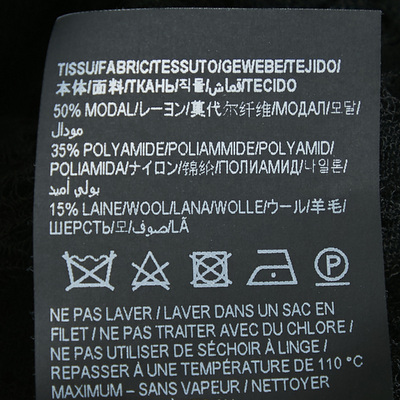 TISSU/FABRIC/TESSUTO/GEWEBE/TEJIDO/
本体/面料/ТКАНЬ/직물/قماش/TECIDO
50% MODAL/レーヨン/莫代尔纤维/МОДАЛ/모달/
مودال
35% POLYAMIDE/POLIAMMIDE/POLYAMID/
POLIAMIDA/ナイロン/锦纶/ПОЛИАМИД/나일론/
بولي أميد
15% LAINE/WOOL/LANA/WOLLE/ウール/羊毛/
ШЕРСТЬ/모/صوف/LÃ
P
NE PAS LAVER / LAVER DANS UN SAC EN
FILET / NE PAS TRAITER AVEC DU CHLORE /
NE PAS UTILISER DE SÉCHOIR À LINGE /
REPASSER À UNE TEMPÉRATURE DE 110 °C
MAXIMUM – SANS VAPEUR / NETTOYER